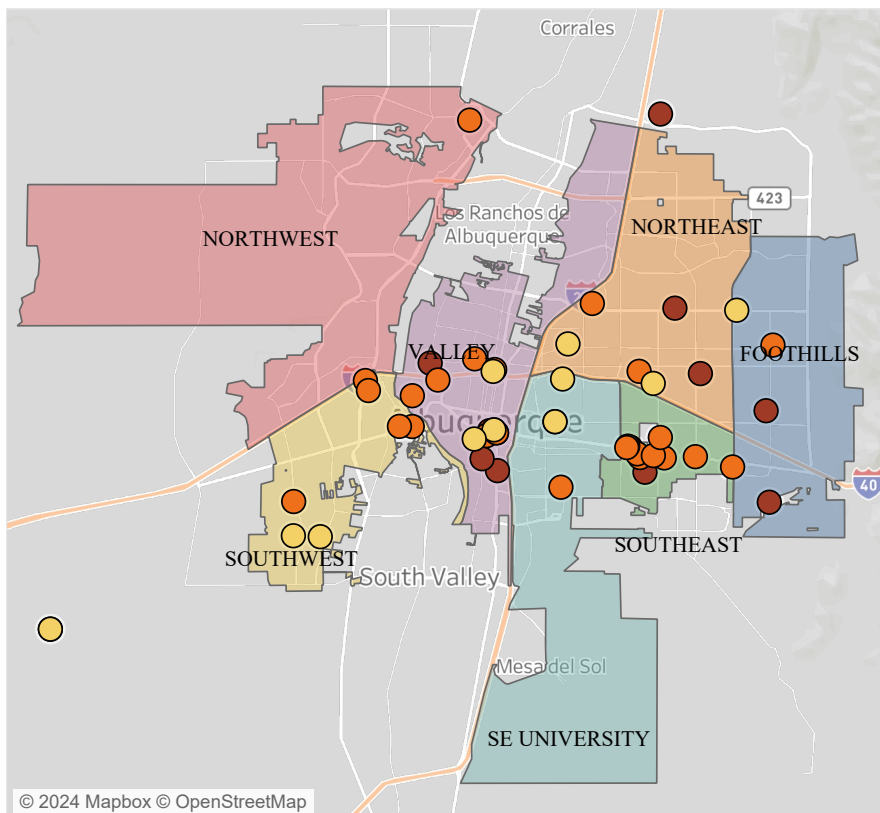 Corrales
423
Los Ranchos de
Albuquerque
NORTHEAST
NORTHWEST
VALLEY
FOOTHILLS
Albuquerque
40
SOUTHEAST
SOUTHWEST
South Valley
Mesa del Sol
SE UNIVERSITY
© 2024 Mapbox © OpenStreetMap